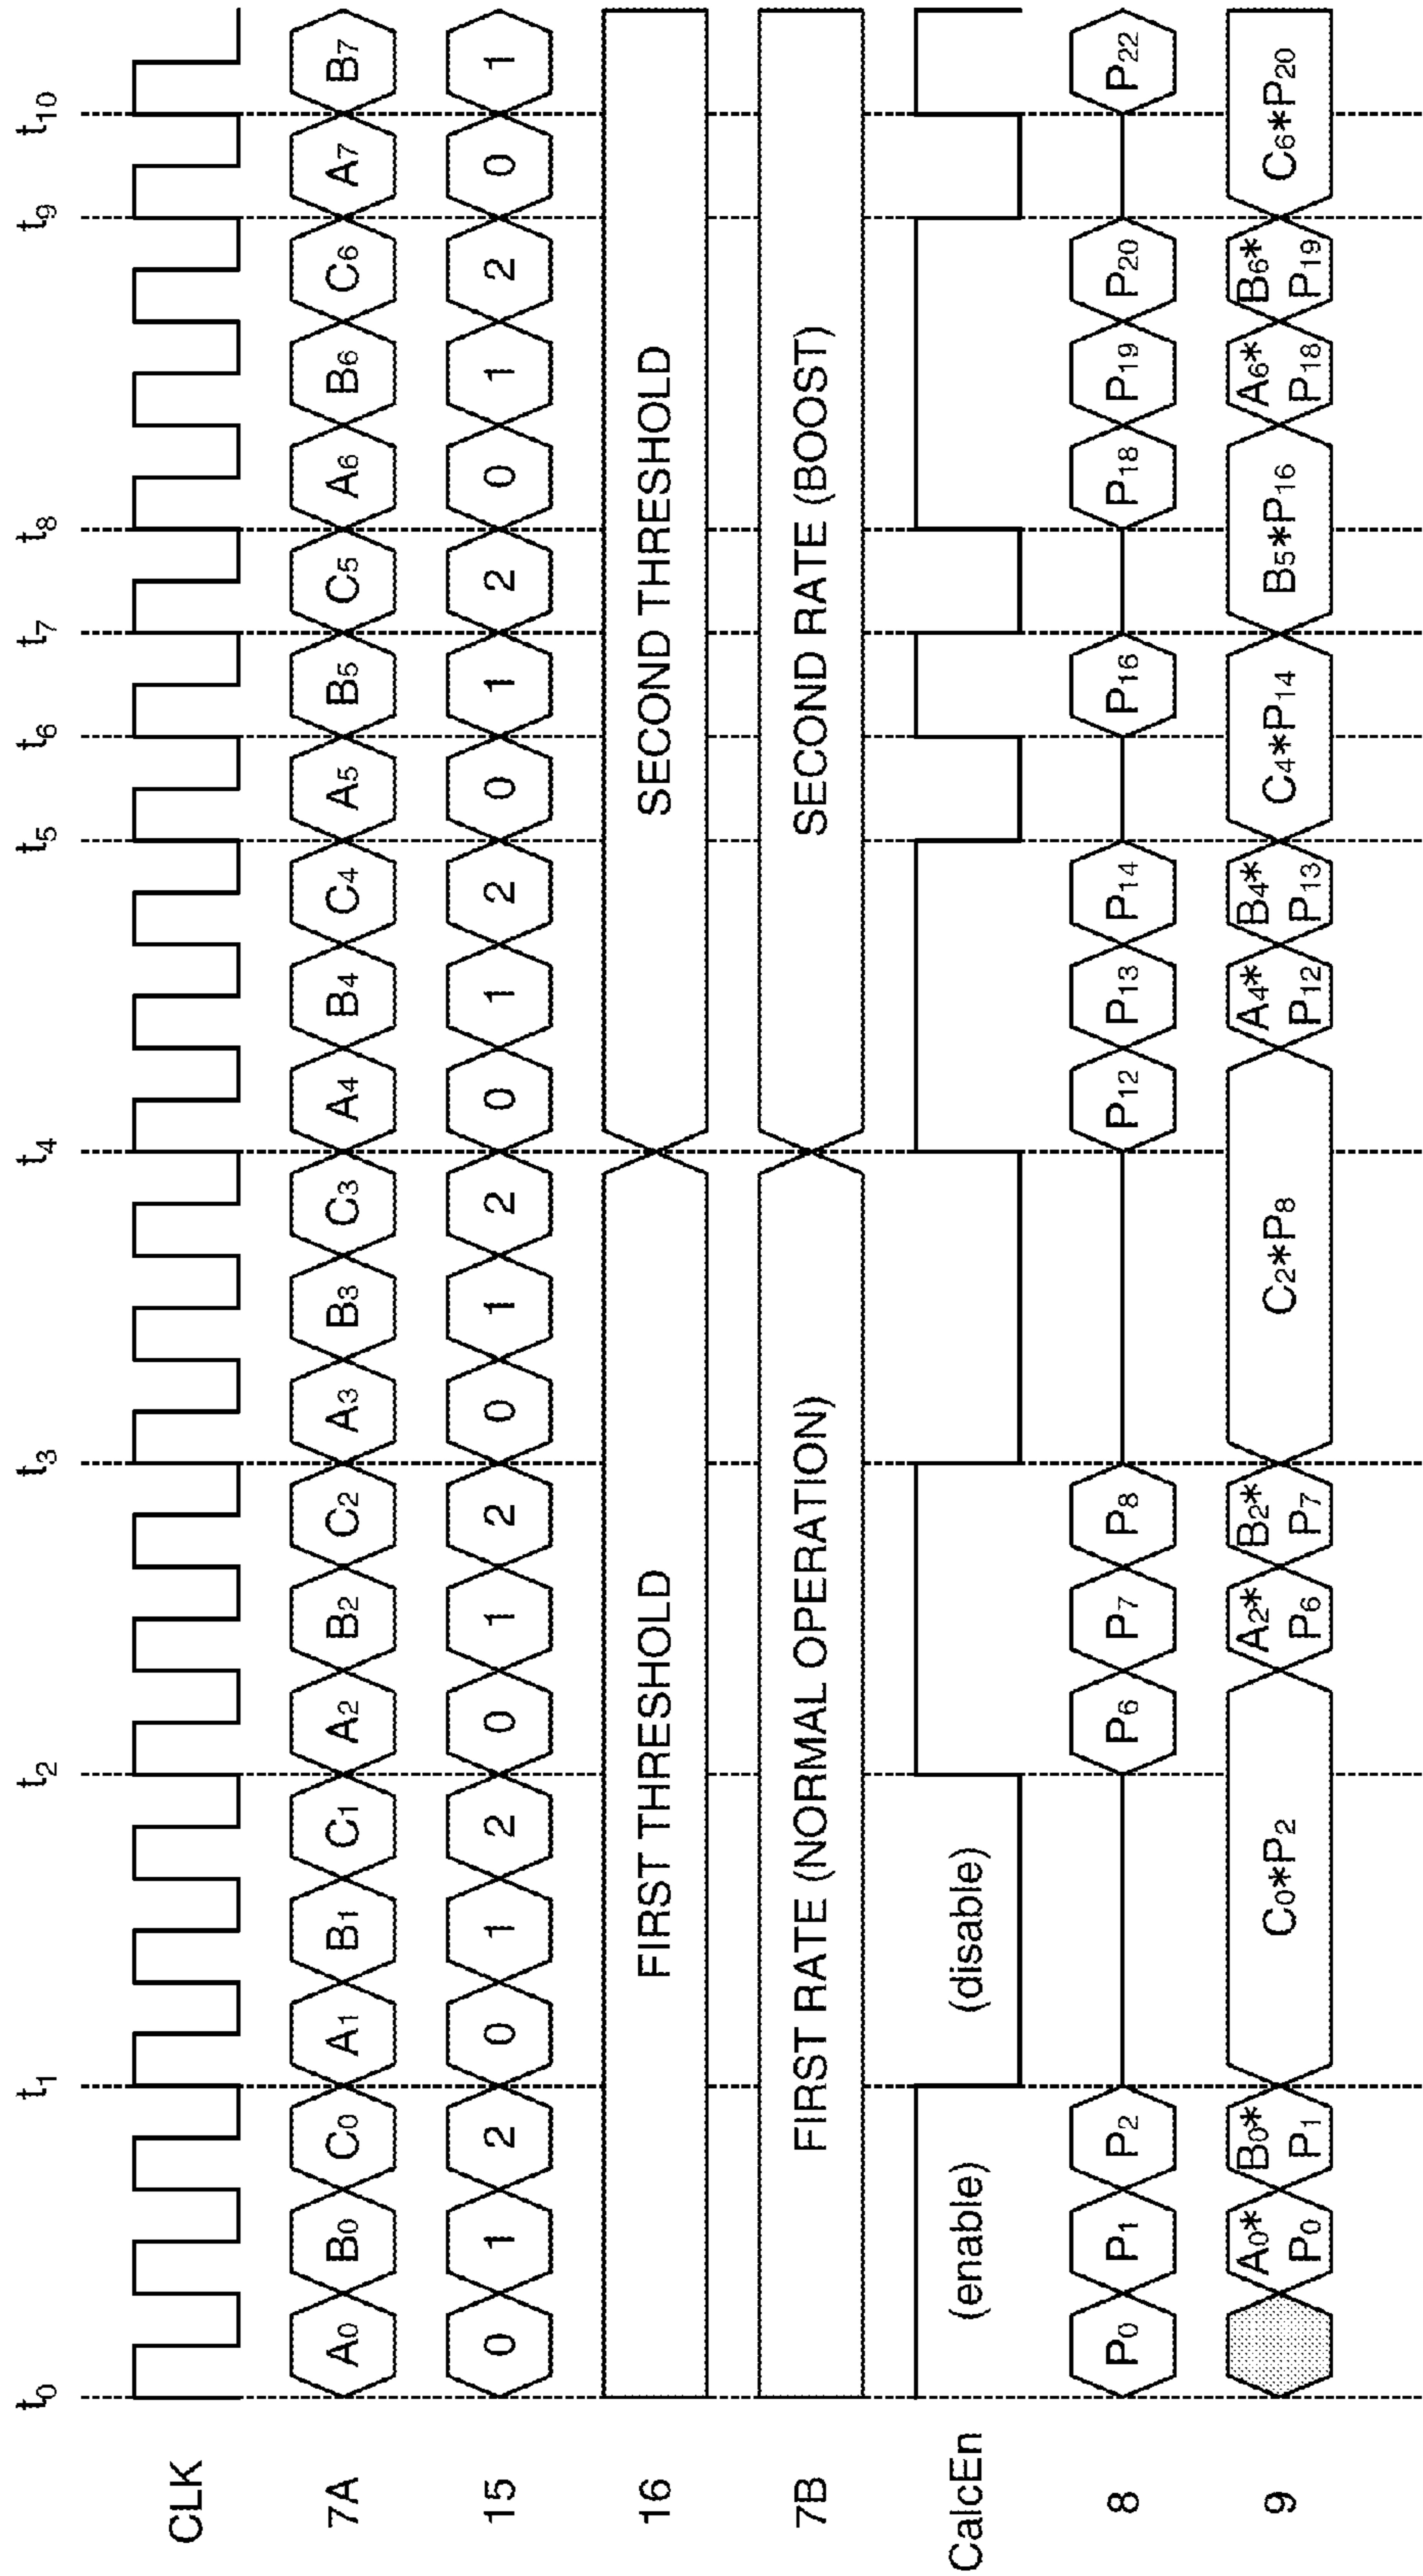 t0 t1 t2 t3 t4 t5 t6 t7 t8 t9 t10
CLK
7A A0 B0 C0 A1 B1 C1 A2 B2 C2 A3 B3 C3 A4 B4 C4 A5 B5 C5 A6 B6 C6 A7 B7
15 0 1 2 0 1 2 0 1 2 0 1 2 0 1 2 0 1 2 0 1 2 0 1
16 FIRST THRESHOLD SECOND THRESHOLD
7B FIRST RATE (NORMAL OPERATION) SECOND RATE (BOOST)
CalcEn (enable) (disable)
8 P0 P1 P2 P6 P7 P8 P12 P13 P14 P16 P18 P19 P20 P22
9 A0* P0 B0* P1 C0*P2 A2* P6 B2* P7 C2*P8 A4* P12 B4* P13 C4*P14 B5*P16 A6* P18 B6* P19 C6*P20